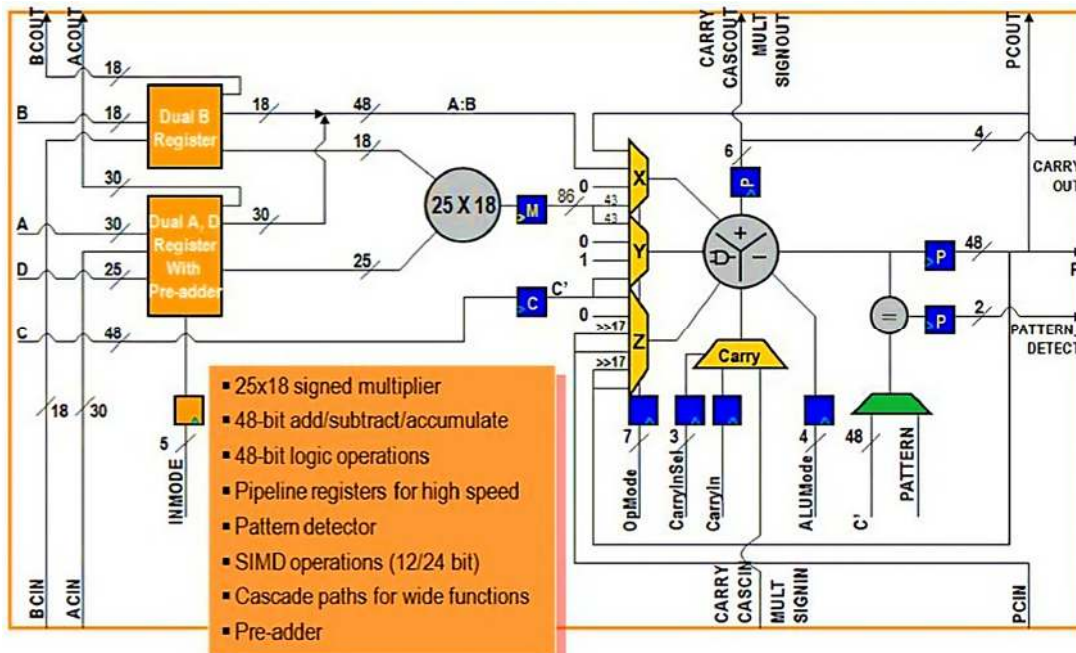 BCOUT
ACOUT
CARRY
CASCOUT
MULT
SIGNOUT
PCOUT
18
18
B
18
Dual B
Register
18
48
A:B
18
30
A
30
D
25
Dual A, D
Register
With
Pre-adder
30
25
25 X 18
M
86
0
43
43
X
0
1
Y
C
48
C
C'
0
>>17
>>17
Z
6
P
4
CARRY
OUT
+
−
P
48
P
=
P
2
PATTERN
DETECT
Carry
18
30
5
INMODE
7
OpMode
3
CarryInSel
CarryIn
4
ALUMode
48
C'
PATTERN
BCIN
ACIN
CARRY
CASCIN
MULT
SIGNIN
PCIN
▪ 25x18 signed multiplier
▪ 48-bit add/subtract/accumulate
▪ 48-bit logic operations
▪ Pipeline registers for high speed
▪ Pattern detector
▪ SIMD operations (12/24 bit)
▪ Cascade paths for wide functions
▪ Pre-adder